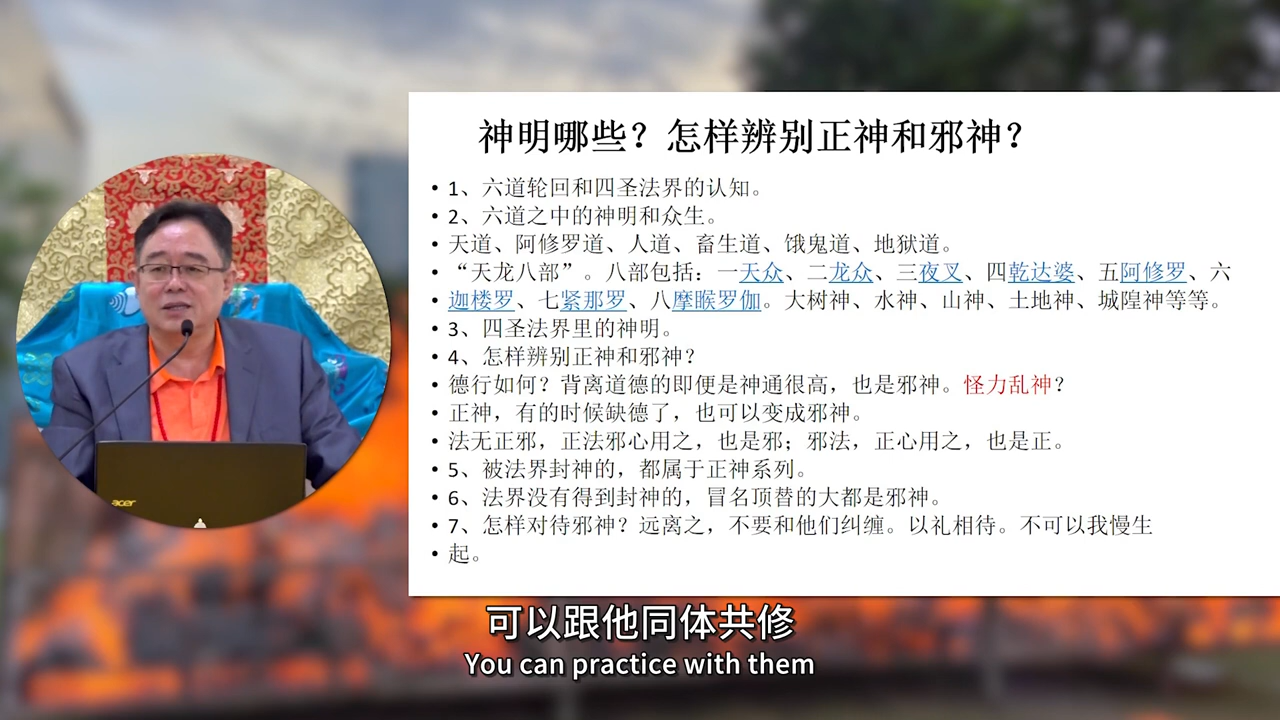 神明哪些？怎样辨别正神和邪神？
• 1、六道轮回和四圣法界的认知。
• 2、六道之中的神明和众生。
• 天道、阿修罗道、人道、畜生道、饿鬼道、地狱道。
• “天龙八部”。八部包括：一天众、二龙众、三夜叉、四乾达婆、五阿修罗、六
• 迦楼罗、七紧那罗、八摩睺罗伽。大树神、水神、山神、土地神、城隍神等等。
• 3、四圣法界里的神明。
• 4、怎样辨别正神和邪神？
• 德行如何？背离道德的即便是神通很高，也是邪神。怪力乱神？
• 正神，有的时候缺德了，也可以变成邪神。
• 法无正邪，正法邪心用之，也是邪；邪法，正心用之，也是正。
• 5、被法界封神的，都属于正神系列。
• 6、法界没有得到封神的，冒名顶替的大都是邪神。
• 7、怎样对待邪神？远离之，不要和他们纠缠。以礼相待。不可以我慢生
• 起。
acer
可以跟他同体共修
You can practice with them